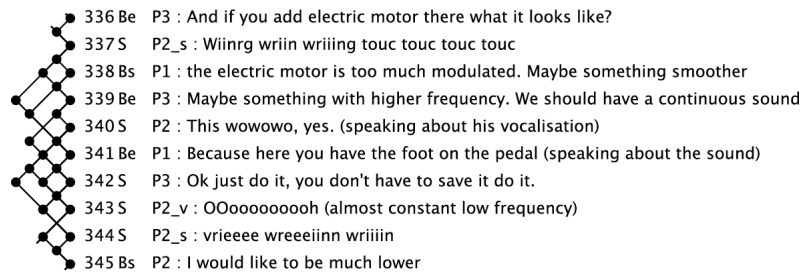 336 Be P3 : And if you add electric motor there what it looks like?
337 S P2_s : Wiinrg wriin wriiing touc touc touc touc
338 Bs P1 : the electric motor is too much modulated. Maybe something smoother
339 Be P3 : Maybe something with higher frequency. We should have a continuous sound
340 S P2 : This wowowo, yes. (speaking about his vocalisation)
341 Be P1 : Because here you have the foot on the pedal (speaking about the sound)
342 S P3 : Ok just do it, you don't have to save it do it.
343 S P2_v : OOooooooooh (almost constant low frequency)
344 S P2_s : vrieeee wreeeiinn wriiiin
345 Bs P2 : I would like to be much lower